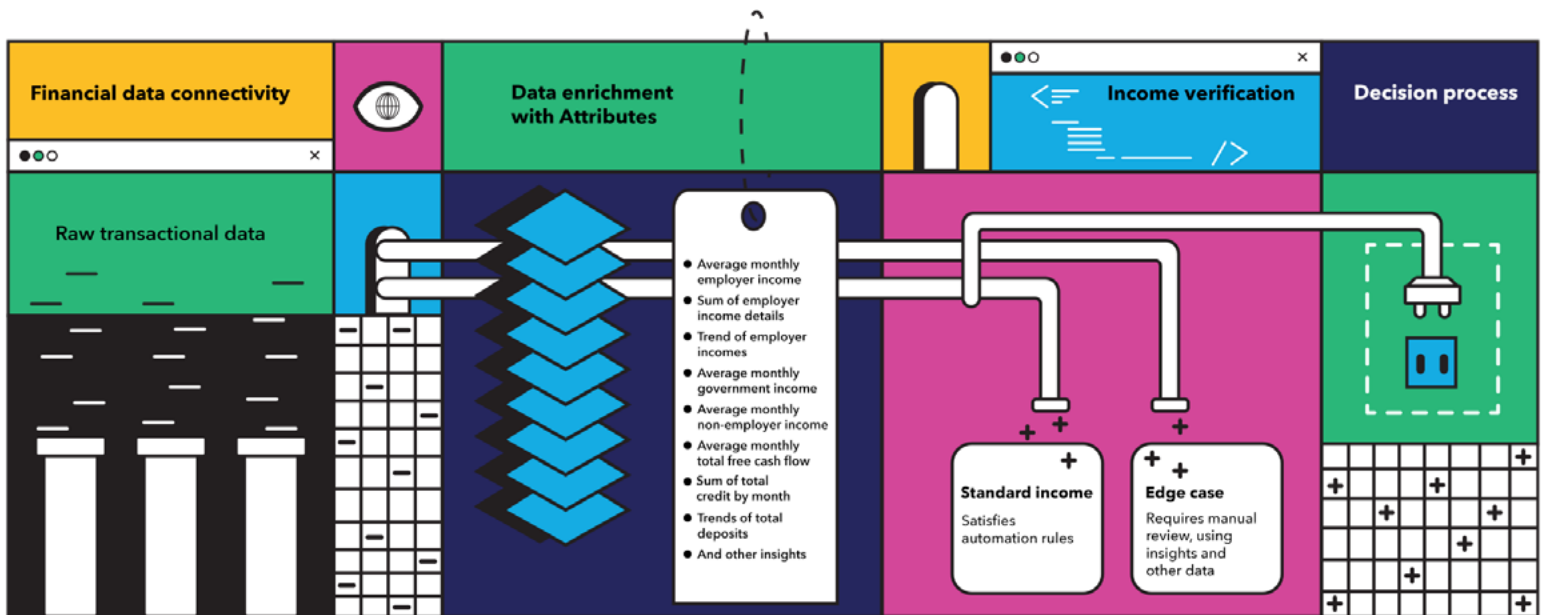 Financial data connectivity
Data enrichment
with Attributes
Income verification
Decision process
Raw transactional data
● Average monthly
employer income
● Sum of employer
income details
● Trend of employer
incomes
● Average monthly
government income
● Average monthly
non-employer income
● Average monthly
total free cash flow
● Sum of total
credit by month
● Trends of total
deposits
● And other insights
Standard income
Satisfies
automation rules
Edge case
Requires manual
review, using
insights and
other data